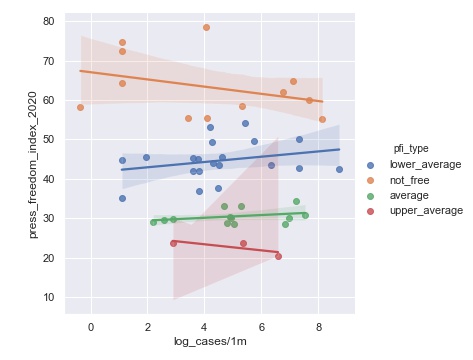 80
70
60
50
40
30
20
10
press_freedom_index_2020
0
2
4
6
8
log_cases/1m
pfi_type
lower_average
not_free
average
upper_average